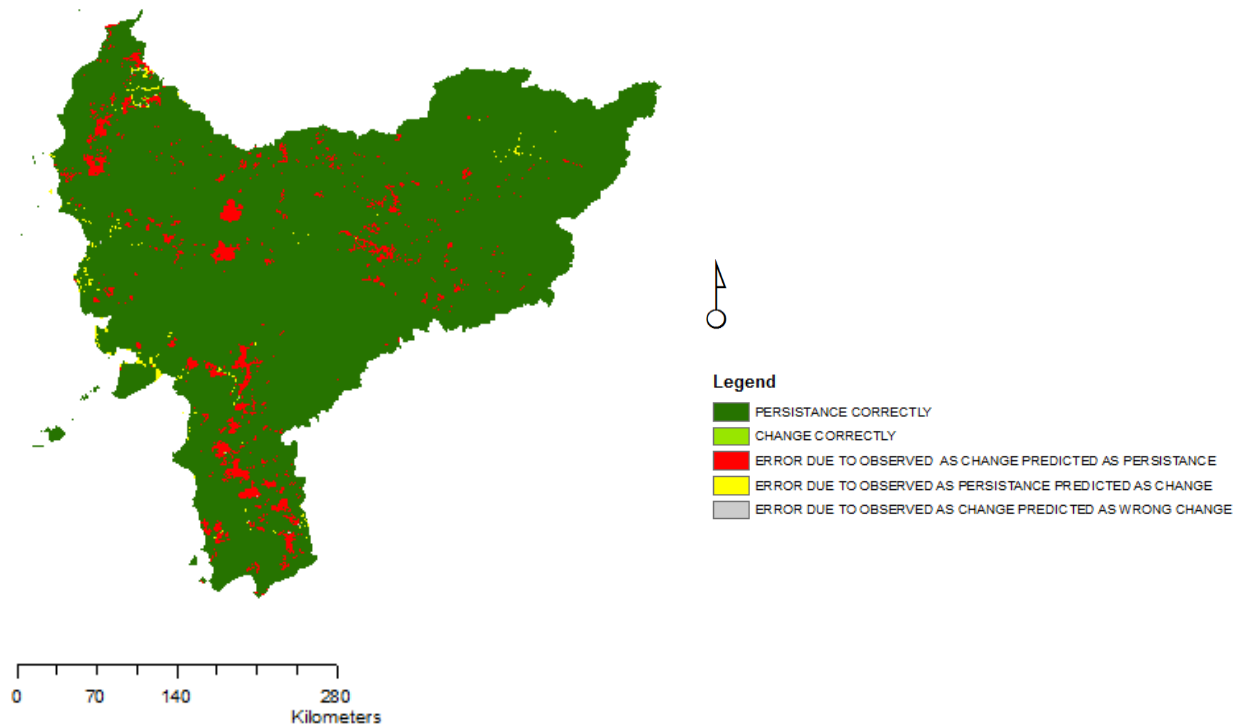 Legend
PERSISTANCE CORRECTLY
CHANGE CORRECTLY
ERROR DUE TO OBSERVED AS CHANGE PREDICTED AS PERSISTANCE
ERROR DUE TO OBSERVED AS PERSISTANCE PREDICTED AS CHANGE
ERROR DUE TO OBSERVED AS CHANGE PREDICTED AS WRONG CHANGE
0 70 140 280
Kilometers